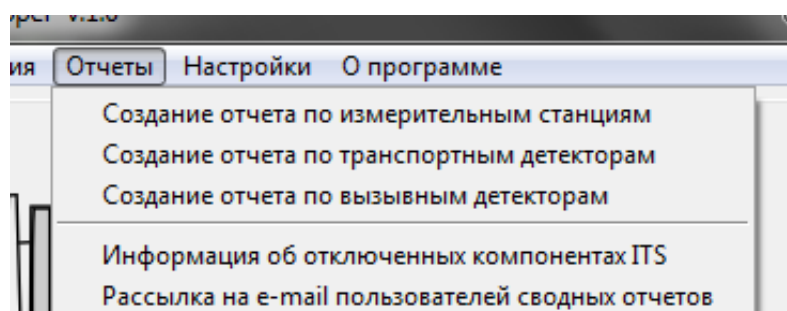 Отчеты Настройки О программе
Создание отчета по измерительным станциям
Создание отчета по транспортным детекторам
Создание отчета по вызывным детекторам
Информация об отключенных компонентах ITS
Рассылка на e-mail пользователей сводных отчетов